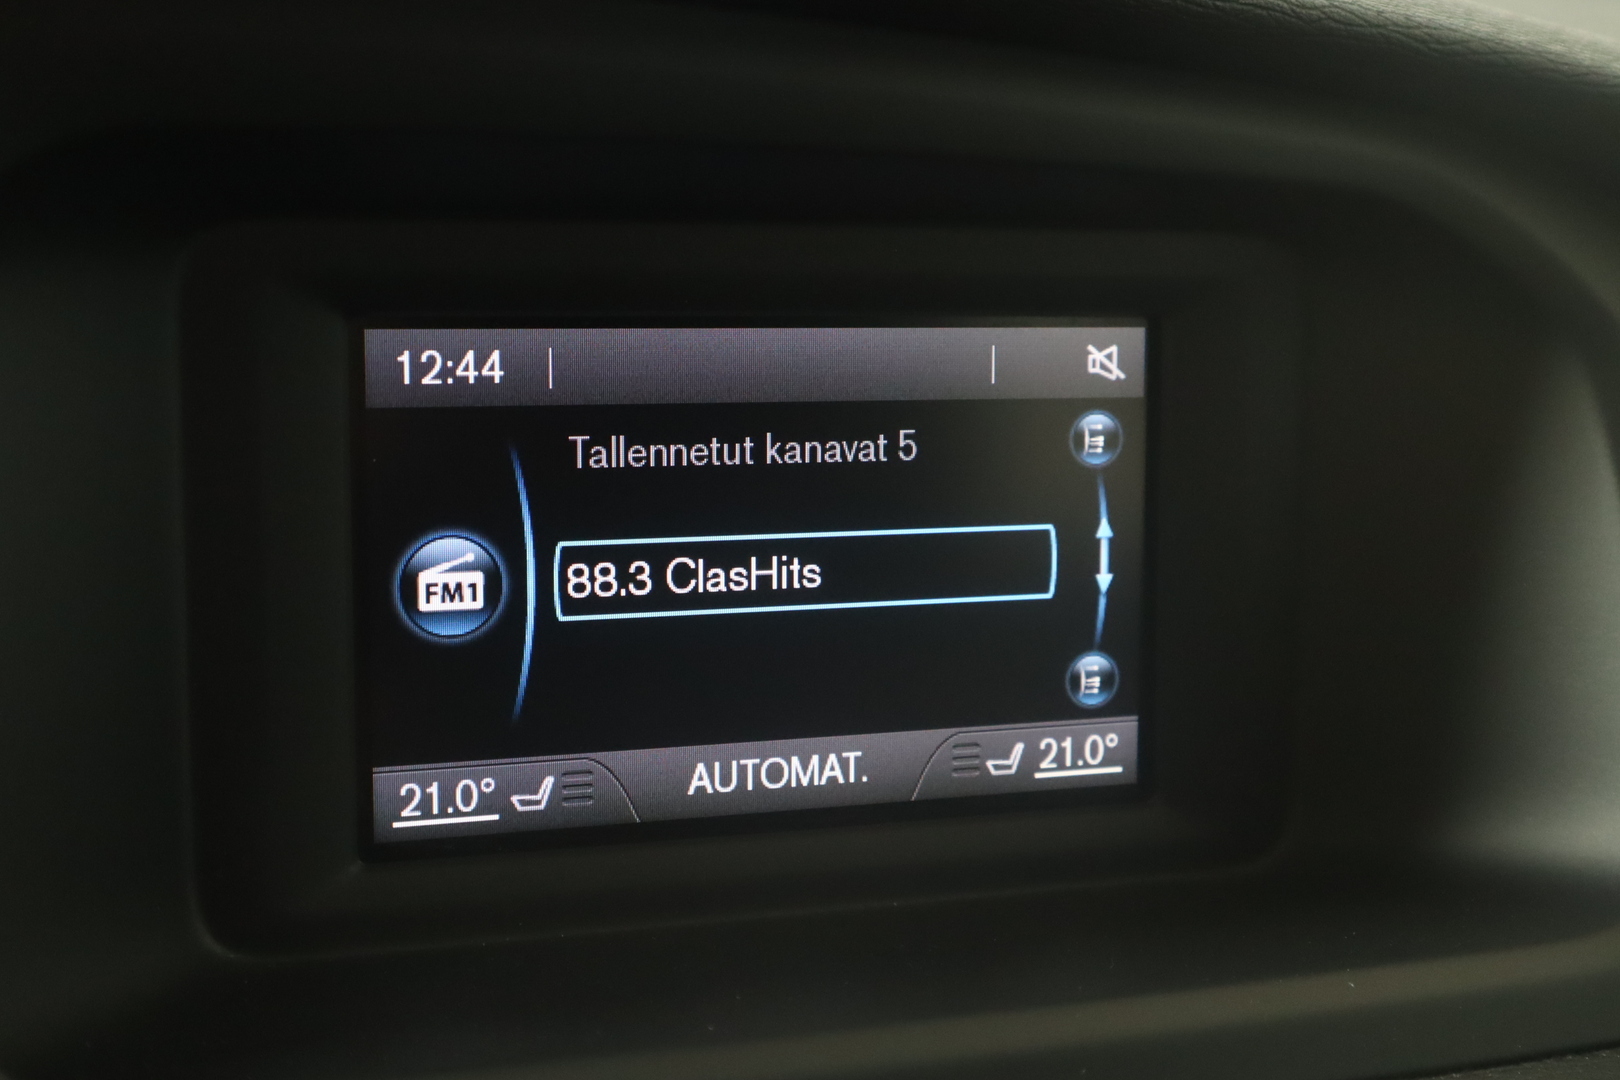 12:44
Tallennetut kanavat 5
FM1
88.3 ClasHits
21.0° AUTOMAT. 21.0°